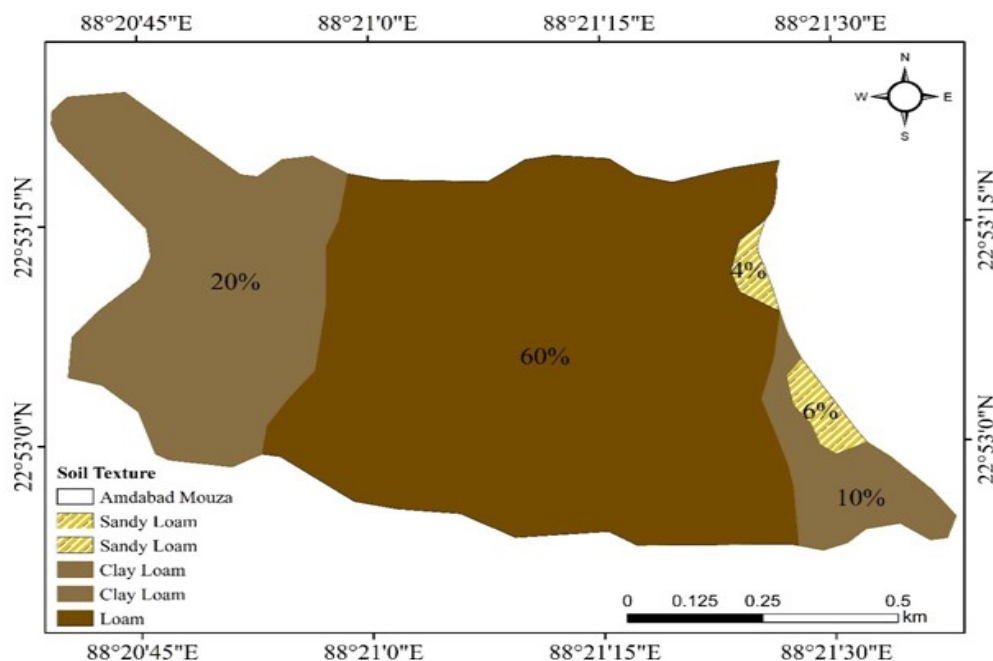 88°20'45"E 88°21'0"E 88°21'15"E 88°21'30"E
N
W E
S
22°53'15"N 22°53'15"N
20%
4%
60%
6%
22°53'0"N 22°53'0"N
10%
Soil Texture
Amdabad Mouza
Sandy Loam
Sandy Loam
Clay Loam
Clay Loam
Loam
0 0.125 0.25 0.5
km
88°20'45"E 88°21'0"E 88°21'15"E 88°21'30"E